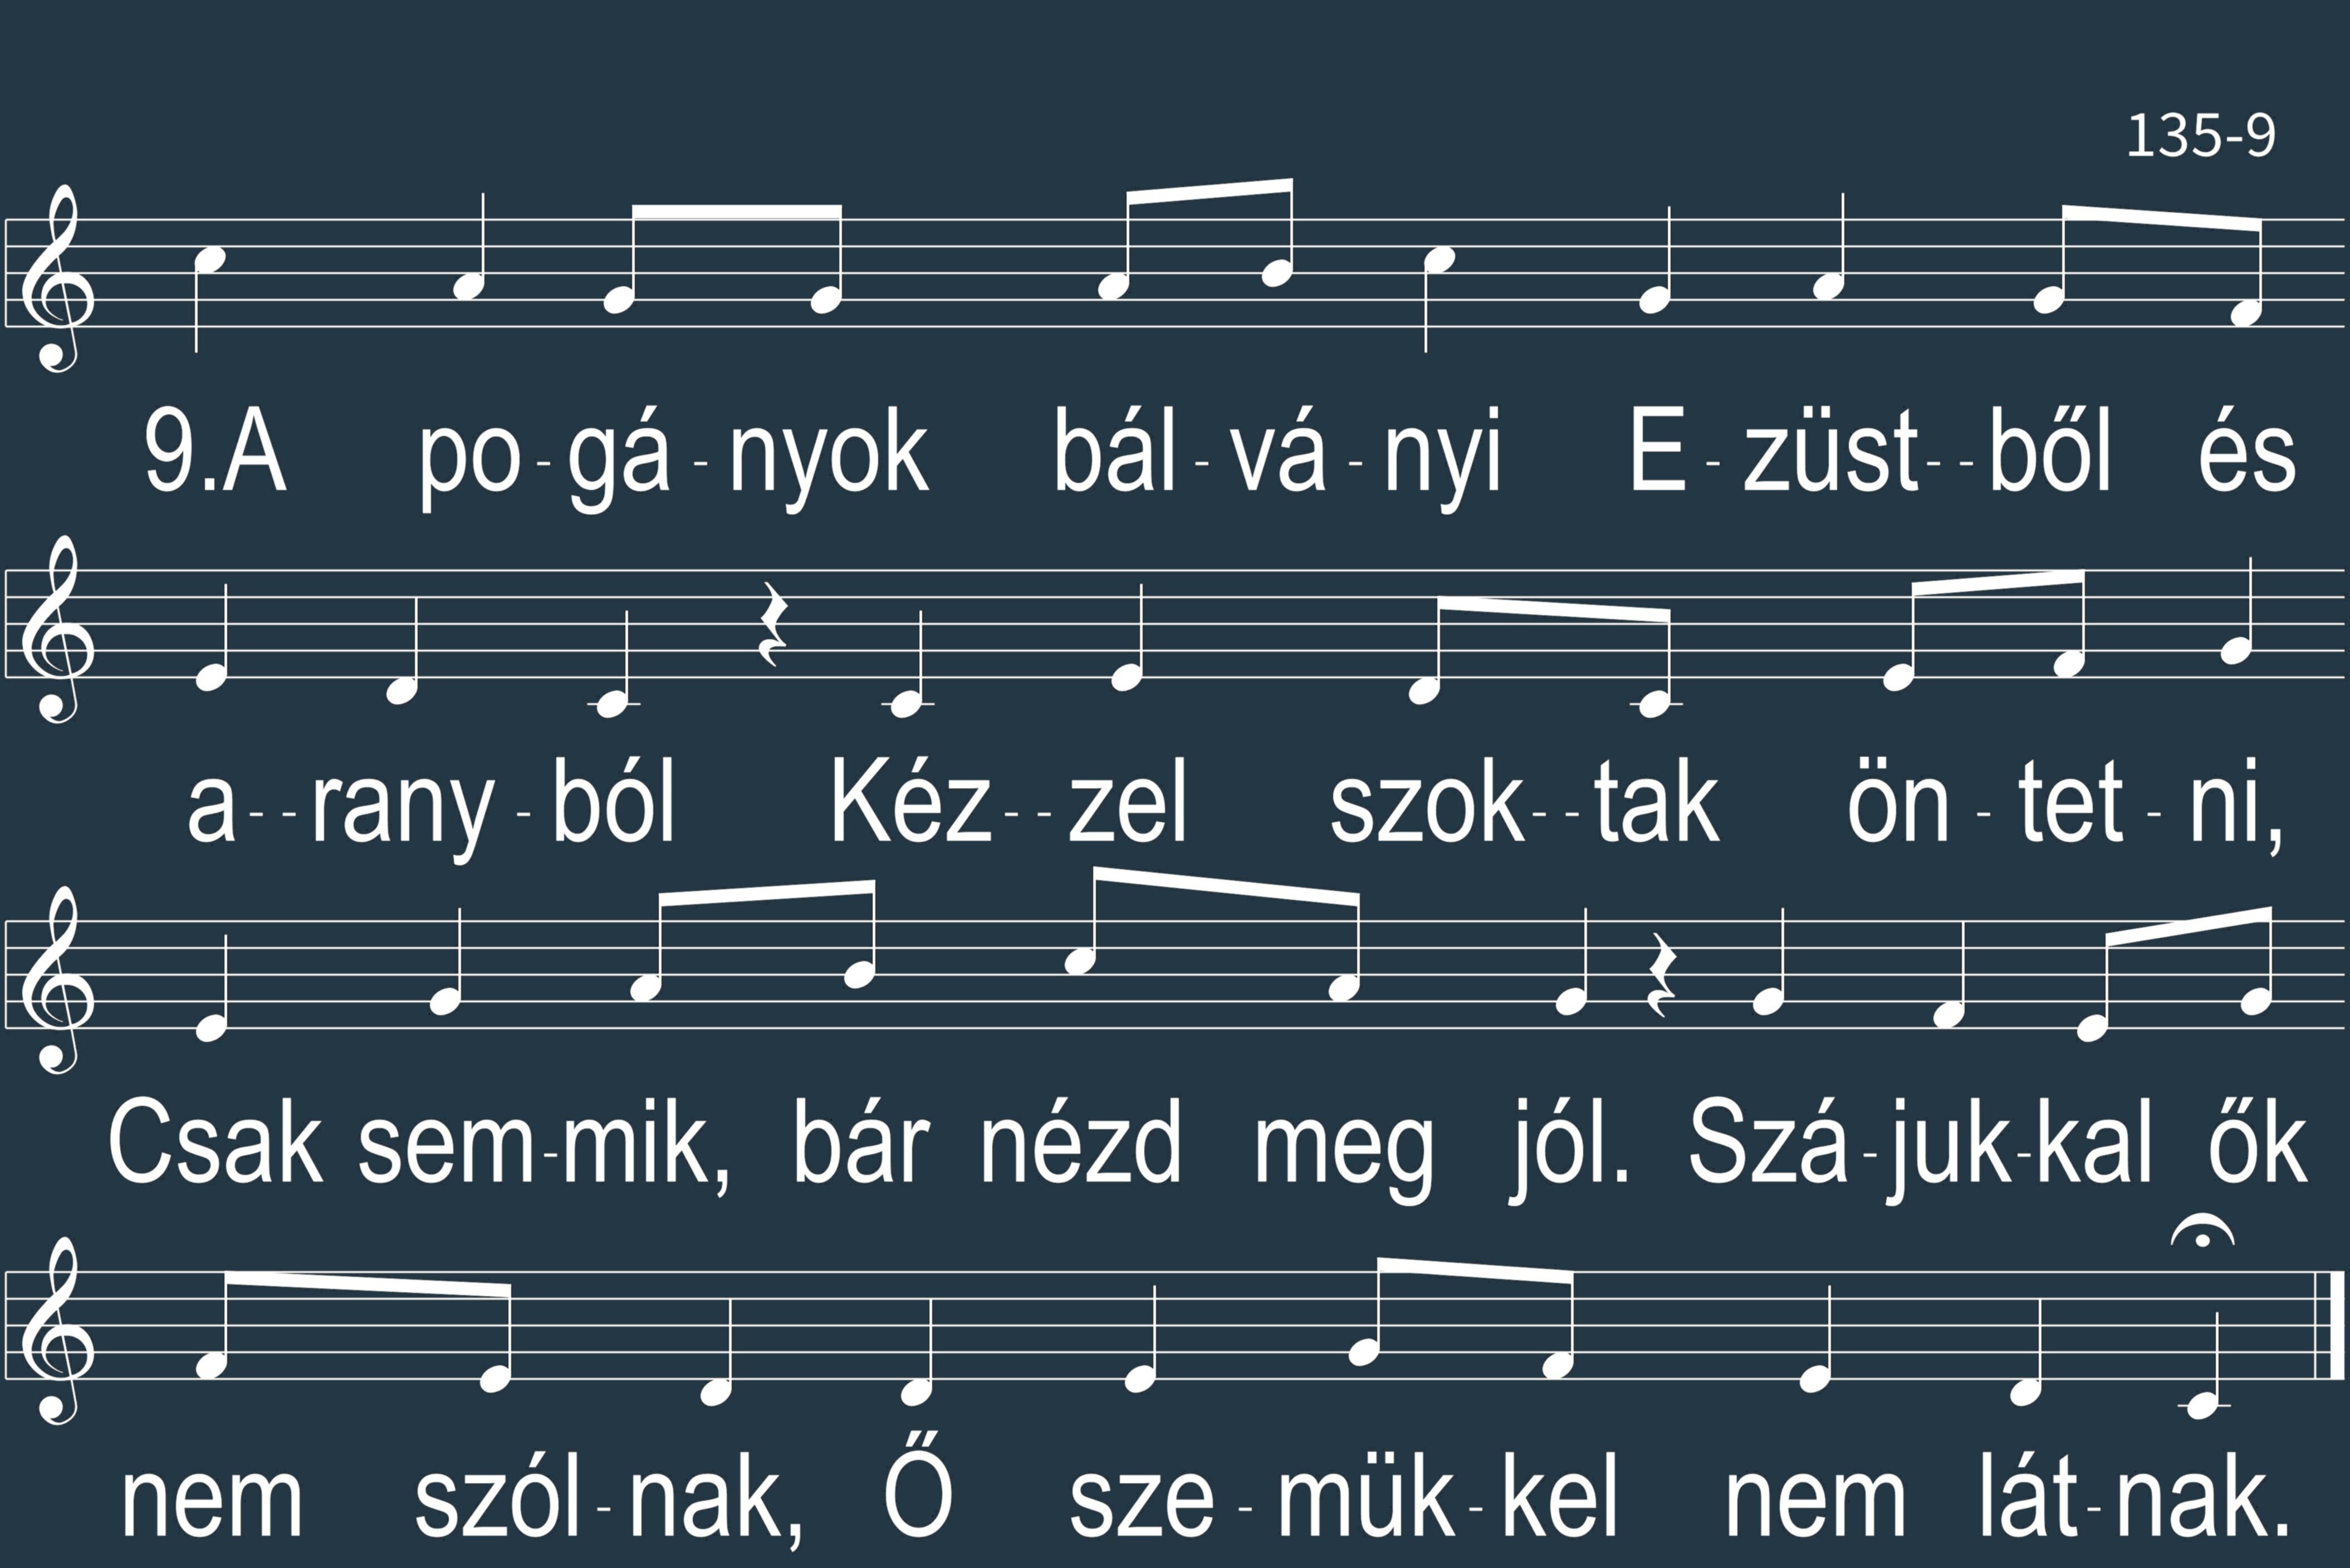 135-9
9.A po-gá-nyok bál-vá-nyi E-züst--ből és
a--rany-ból Kéz--zel szok--tak ön-tet-ni,
Csak sem-mik, bár nézd meg jól. Szá-juk-kal ők
nem szól-nak, Ő sze-mük-kel nem lát-nak.